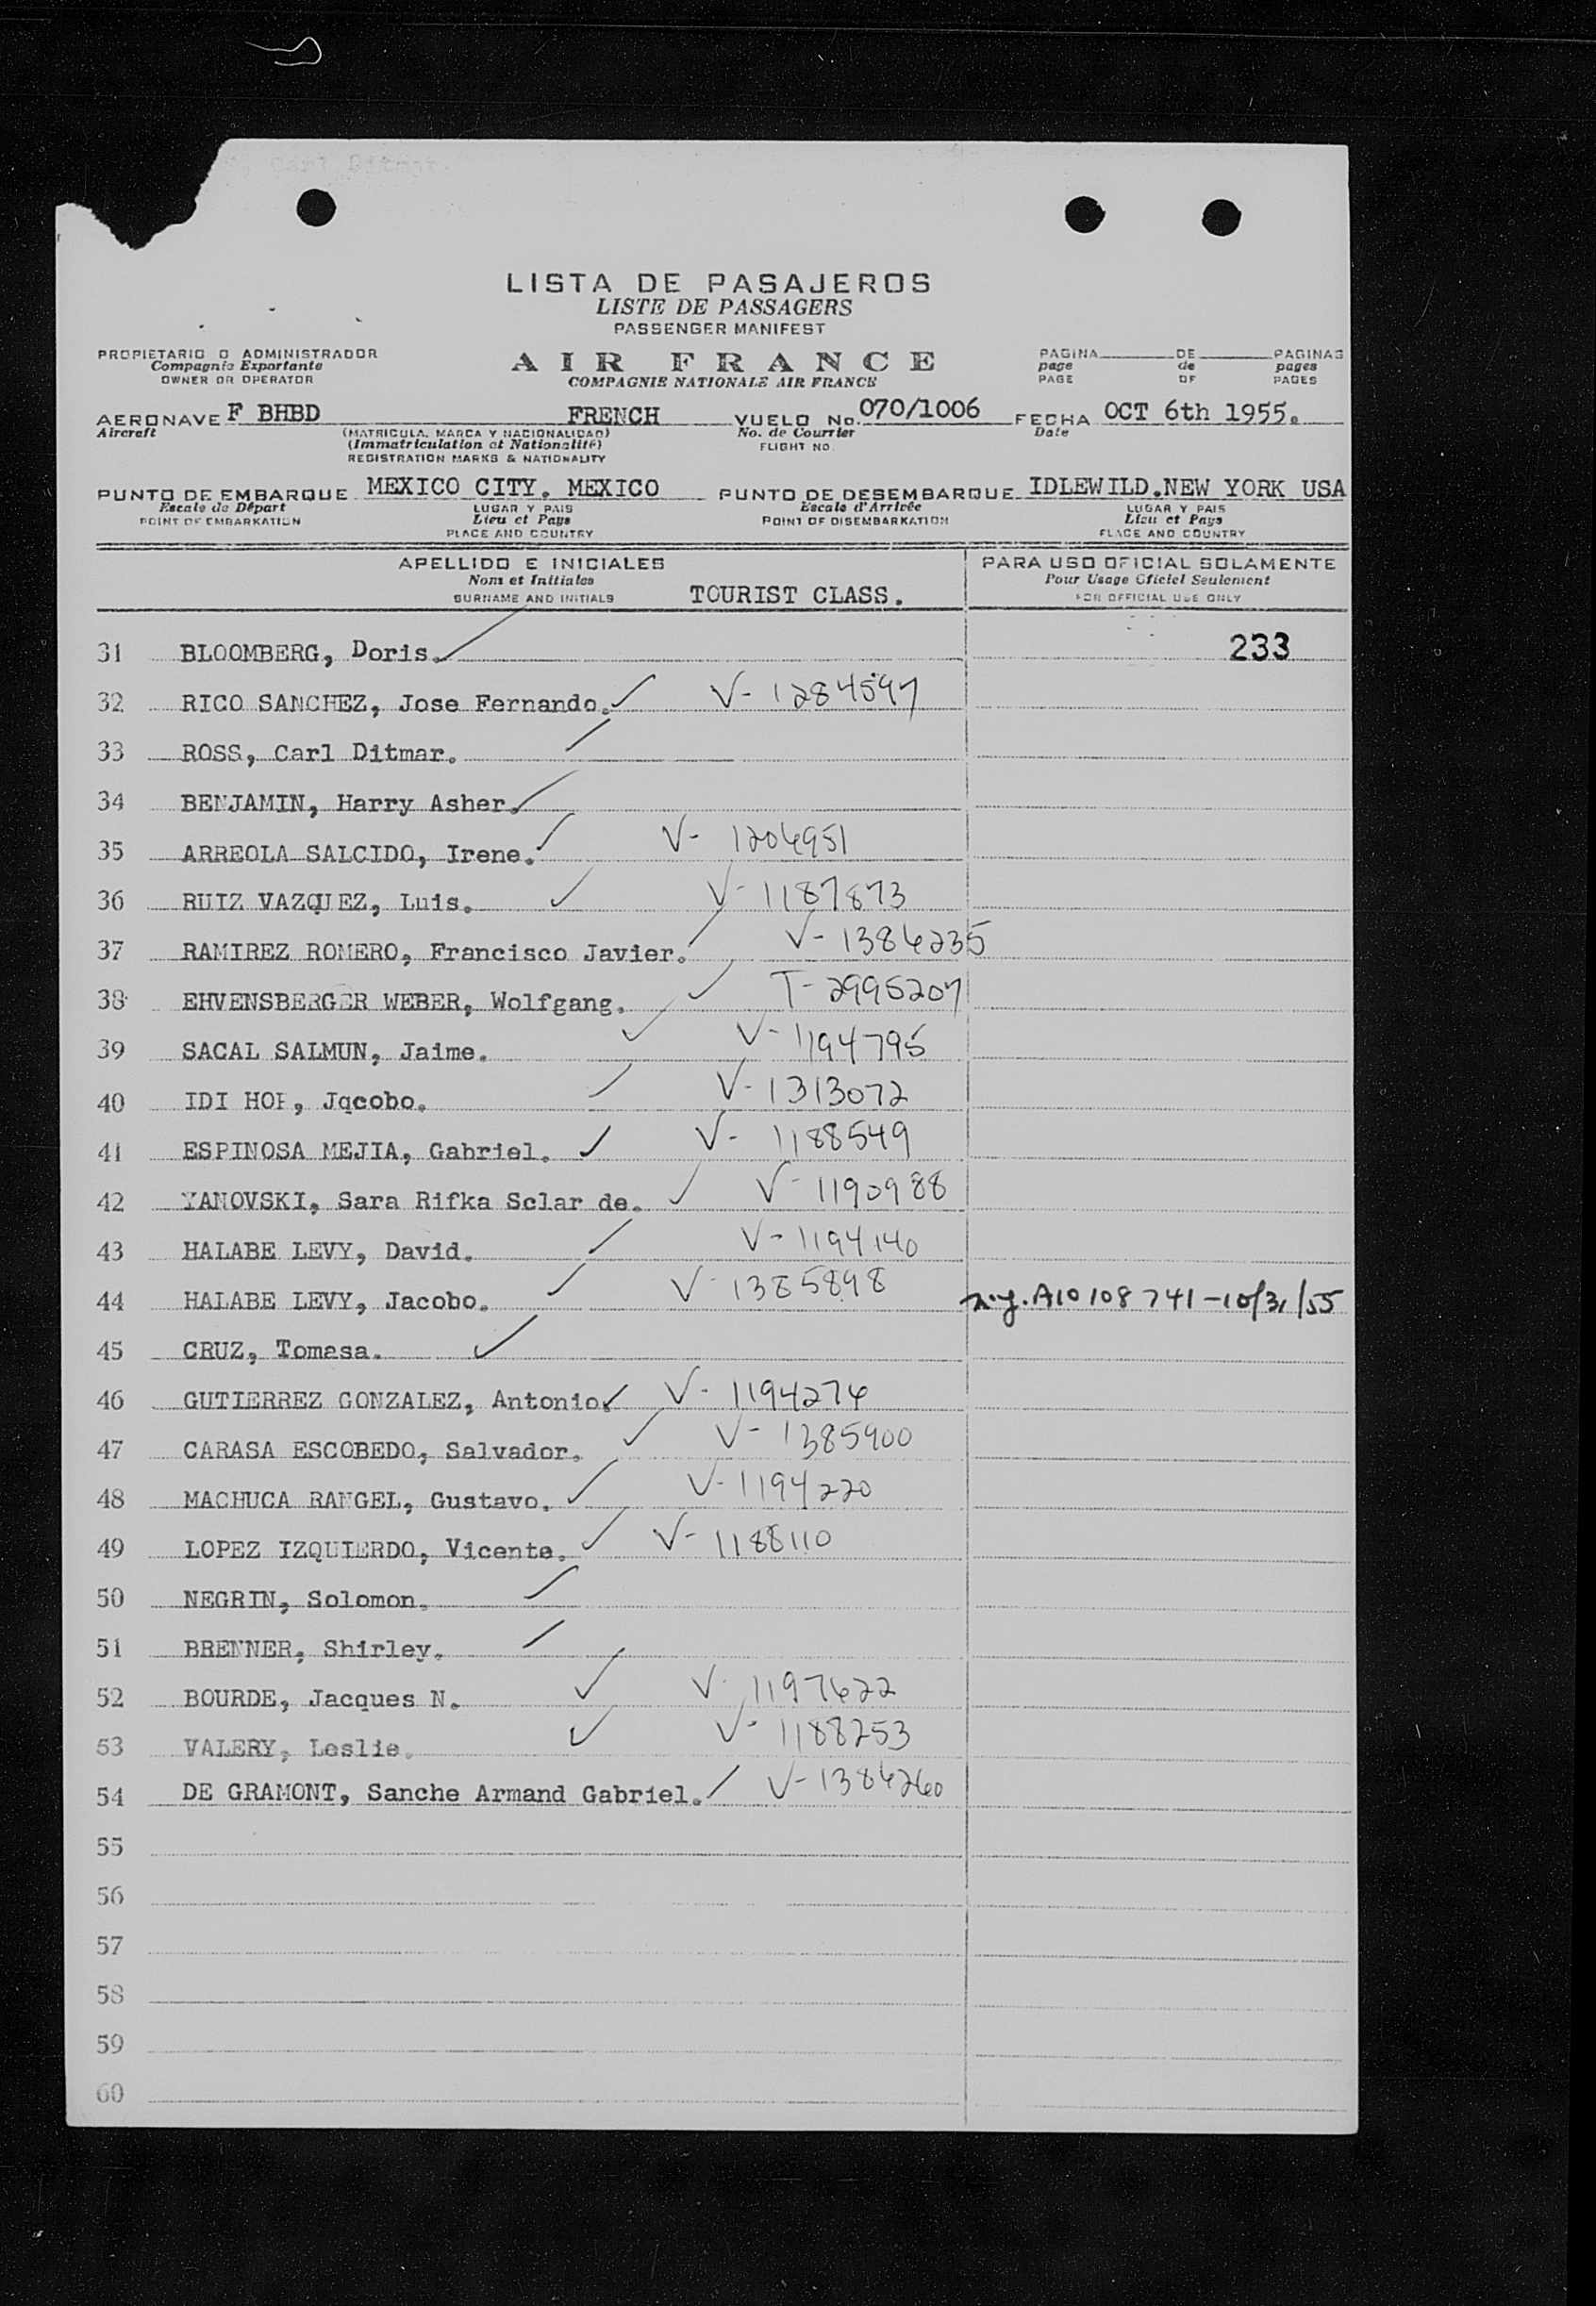 LISTA DE PASAJEROS
LISTE DE PASSAGERS
PASSENGER MANIFEST
PROPIETARIO O ADMINISTRADOR
Compagnie Exportante
OWNER OR OPERATOR
AIR FRANCE
COMPAGNIE NATIONALE AIR FRANCE
PAGINA DE PAGINAS
page de pages
PAGE OF PAGES
AERONAVE F BHBD FRENCH VUELO No. 070/1006 FECHA OCT 6th 1955.
Aircraft (MATRICULA, MARCA Y NACIONALIDAD) No. de Courrier Date
(Immatriculation et Nationalité) FLIGHT NO.
REGISTRATION MARKS & NATIONALITY
PUNTO DE EMBARQUE MEXICO CITY. MEXICO PUNTO DE DESEMBARQUE IDLEWILD.NEW YORK USA
Escale de Départ LUGAR Y PAIS Escale d'Arrivée LUGAR Y PAIS
POINT OF EMBARKATION Lieu et Pays POINT OF DISEMBARKATION Lieu et Pays
PLACE AND COUNTRY PLACE AND COUNTRY
APELLIDO E INICIALES PARA USO OFICIAL SOLAMENTE
Nom et Initiales Pour Usage Officiel Seulement
SURNAME AND INITIALS TOURIST CLASS. FOR OFFICIAL USE ONLY
31 BLOOMBERG, Doris. 233
32 RICO SANCHEZ, Jose Fernando. V-1284597
33 ROSS, Carl Ditmar.
34 BENJAMIN, Harry Asher.
35 ARREOLA SALCIDO, Irene. V-1206951
36 RUIZ VAZQUEZ, Luis. V-1187873
37 RAMIREZ ROMERO, Francisco Javier. V-1386235
38 EHVENSBERGER WEBER, Wolfgang. T-2995207
39 SACAL SALMUN, Jaime. V-1194795
40 IDI HOP, Jacobo. V-1313072
41 ESPINOSA MEJIA, Gabriel. V-1188549
42 YANOVSKI, Sara Rifka Sclar de. V-1190988
43 HALABE LEVY, David. V-1194140
44 HALABE LEVY, Jacobo. V-1385898 n.y. A10 108 741-10/31/55
45 CRUZ, Tomasa.
46 GUTIERREZ GONZALEZ, Antonio. V-1194276
47 CARASA ESCOBEDO, Salvador. V-1385900
48 MACHUCA RANGEL, Gustavo. V-1194220
49 LOPEZ IZQUIERDO, Vicente. V-1188110
50 NEGRIN, Solomon.
51 BRENNER, Shirley.
52 BOURDE, Jacques N. V-1197622
53 VALERY, Leslie. V-1188253
54 DE GRAMONT, Sanche Armand Gabriel. V-1386260
55
56
57
58
59
60